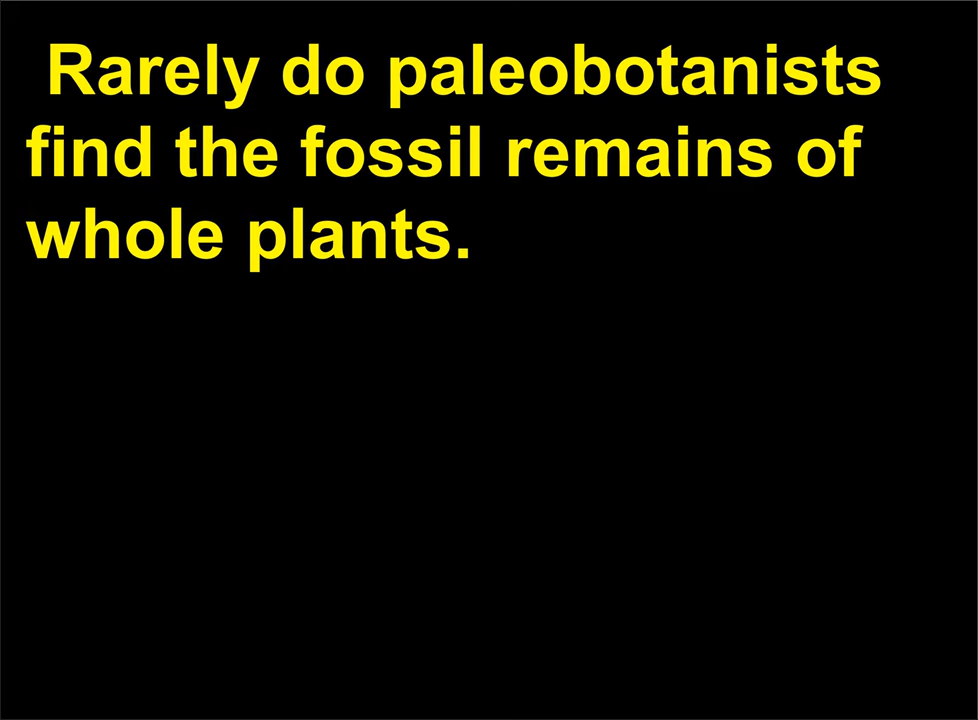 Rarely do paleobotanists
find the fossil remains of
whole plants.